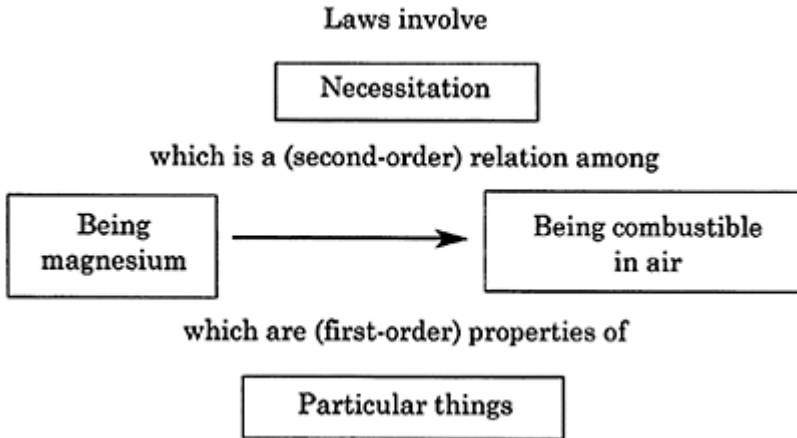 Laws involve
Necessitation
which is a (second-order) relation among
Being
magnesium
Being combustible
in air
which are (first-order) properties of
Particular things